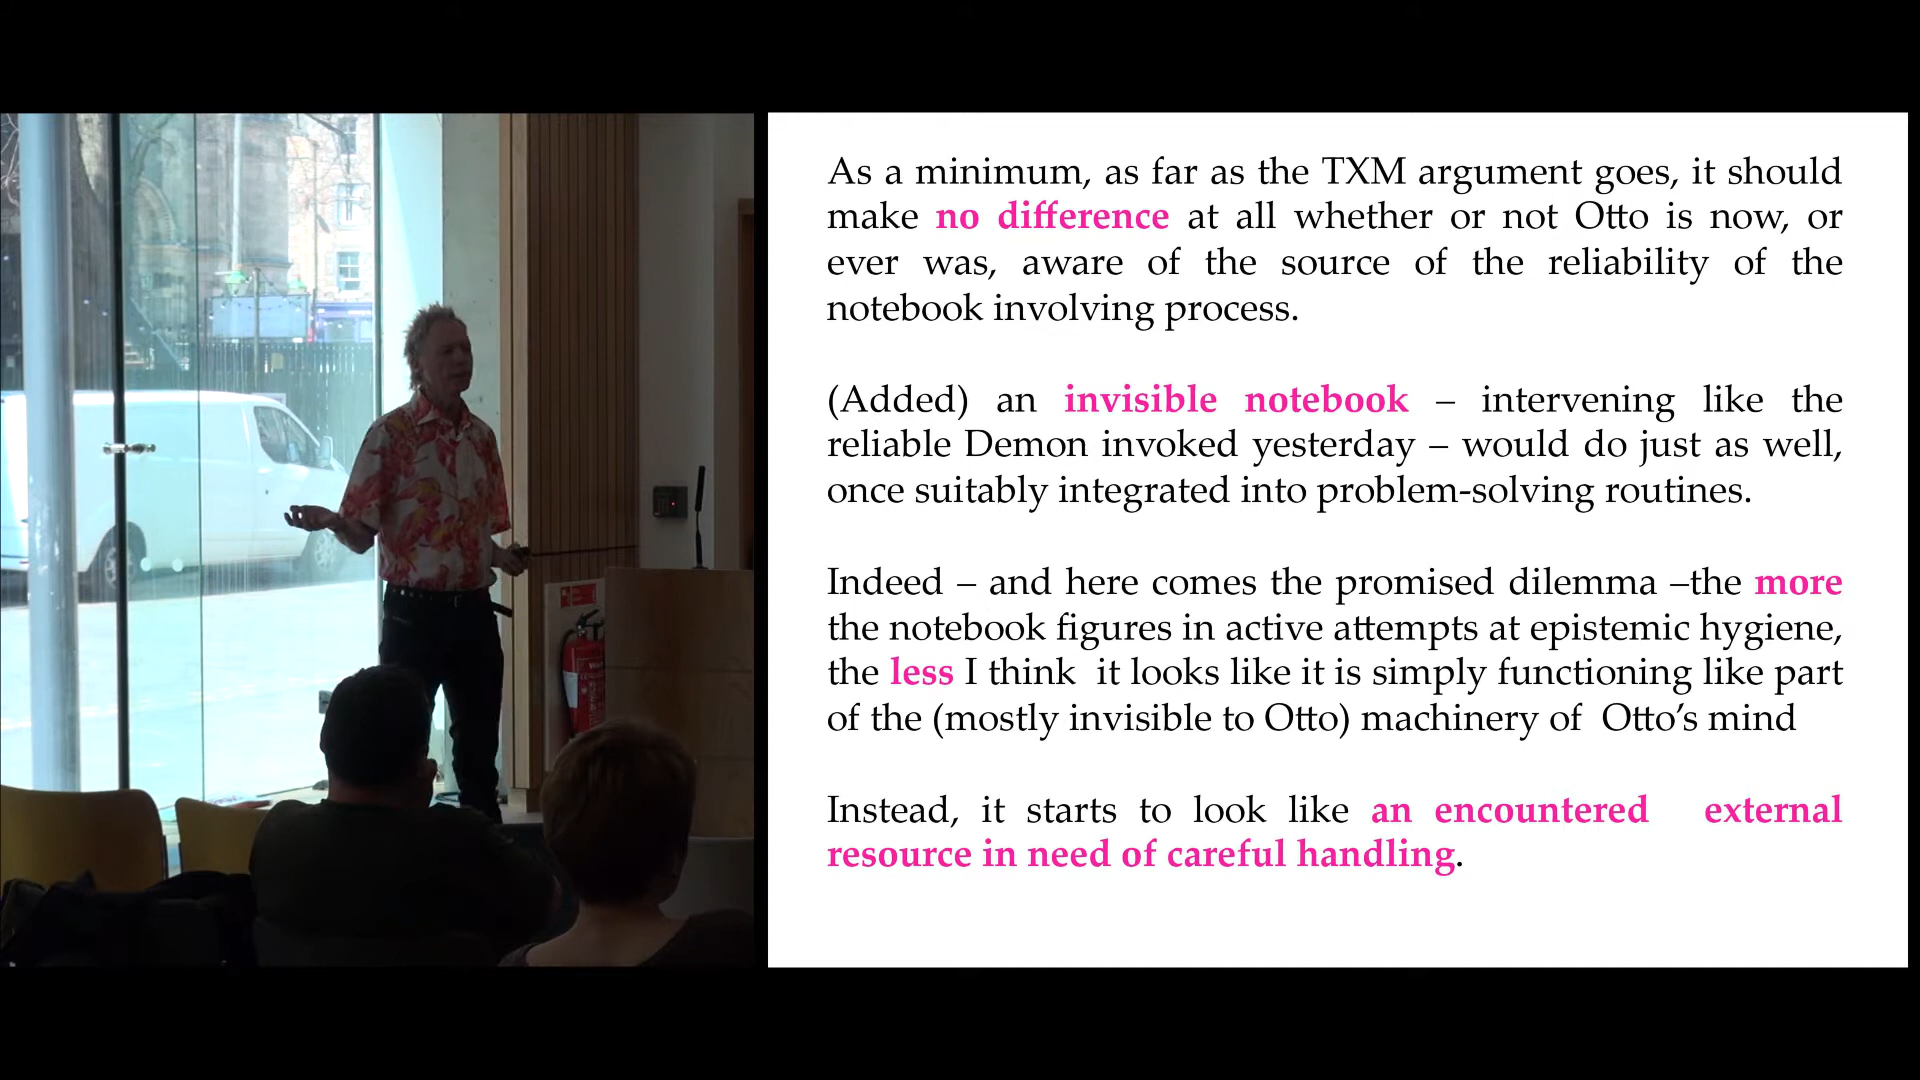 As a minimum, as far as the TXM argument goes, it should
make no difference at all whether or not Otto is now, or
ever was, aware of the source of the reliability of the
notebook involving process.
(Added) an invisible notebook – intervening like the
reliable Demon invoked yesterday – would do just as well,
once suitably integrated into problem-solving routines.
Indeed – and here comes the promised dilemma –the more
the notebook figures in active attempts at epistemic hygiene,
the less I think it looks like it is simply functioning like part
of the (mostly invisible to Otto) machinery of Otto’s mind
Instead, it starts to look like an encountered external
resource in need of careful handling.